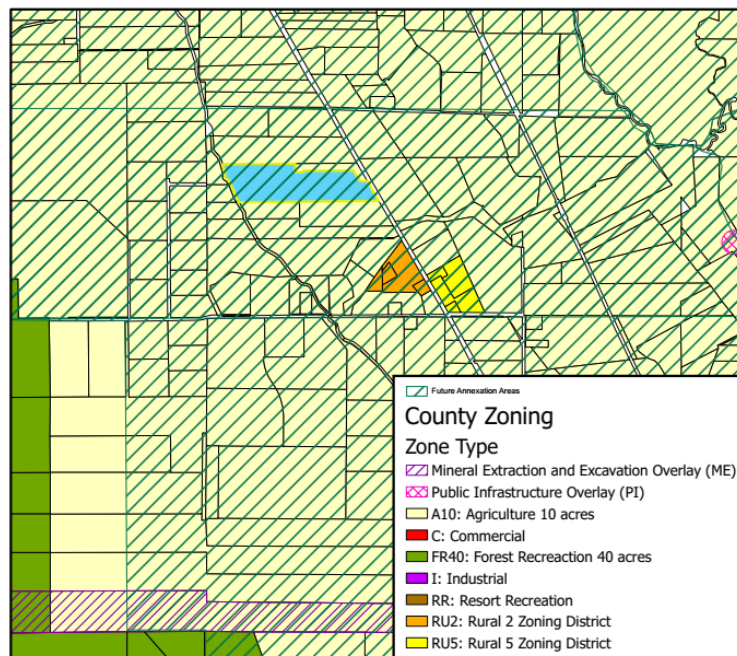 Future Annexation Areas
County Zoning
Zone Type
Mineral Extraction and Excavation Overlay (ME)
Public Infrastructure Overlay (PI)
A10: Agriculture 10 acres
C: Commercial
FR40: Forest Recreaction 40 acres
I: Industrial
RR: Resort Recreation
RU2: Rural 2 Zoning District
RU5: Rural 5 Zoning District